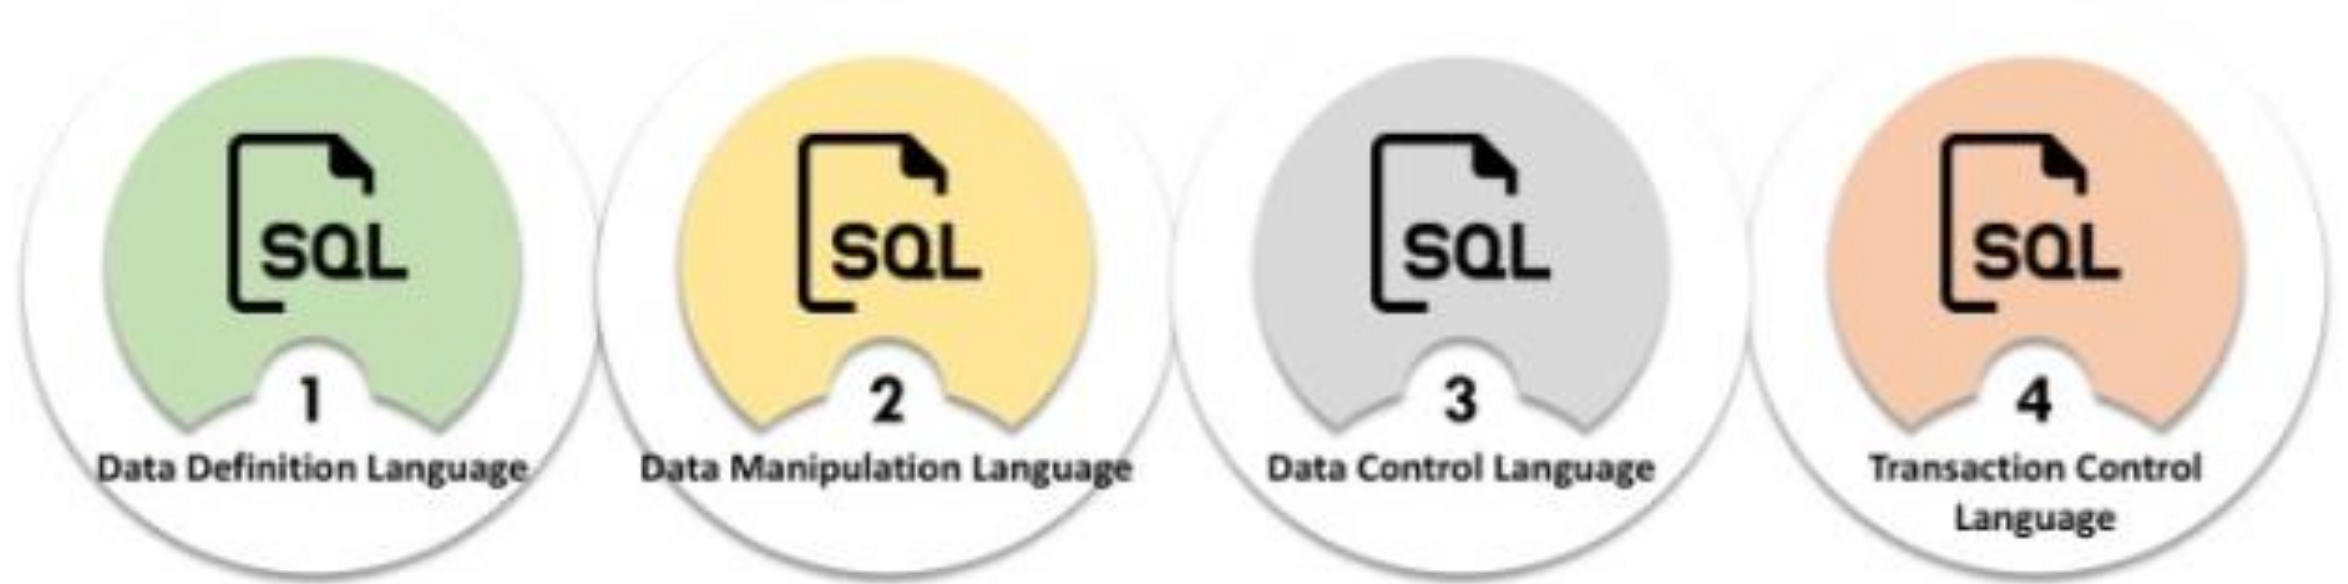 SQL
1
Data Definition Language
SQL
2
Data Manipulation Language
SQL
3
Data Control Language
SQL
4
Transaction Control
Language